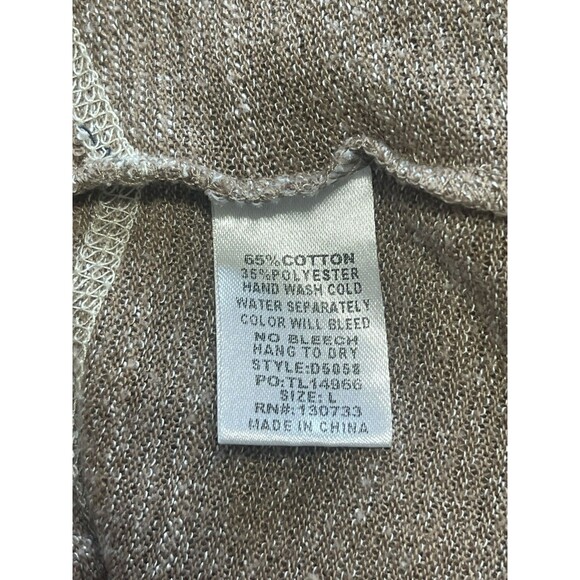 65%COTTON
35%POLYESTER
HAND WASH COLD
WATER SEPARATELY
COLOR WILL BLEED
NO BLEECH
HANG TO DRY
STYLE:D5058
PO:TL14966
SIZE: L
RN#:130733
MADE IN CHINA